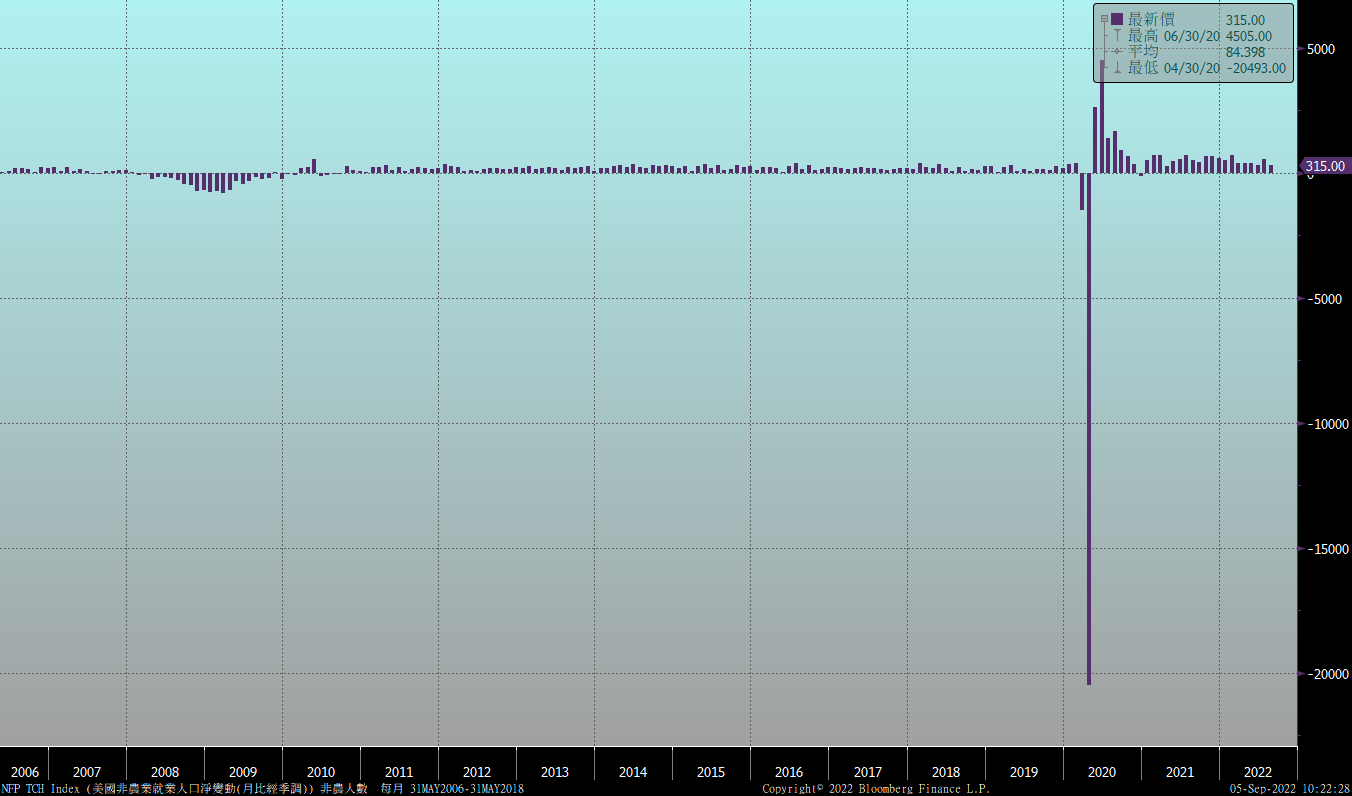 最新價 315.00
最高 06/30/20 4505.00
平均 84.398
最低 04/30/20 -20493.00
5000
315.00
0
-5000
-10000
-15000
-20000
2006 2007 2008 2009 2010 2011 2012 2013 2014 2015 2016 2017 2018 2019 2020 2021 2022
NFP TCH Index (美國非農業就業人口淨變動(月比經季調)) 非農人數 每月 31MAY2006-31MAY2018 Copyright© 2022 Bloomberg Finance L.P. 05-Sep-2022 10:22:28